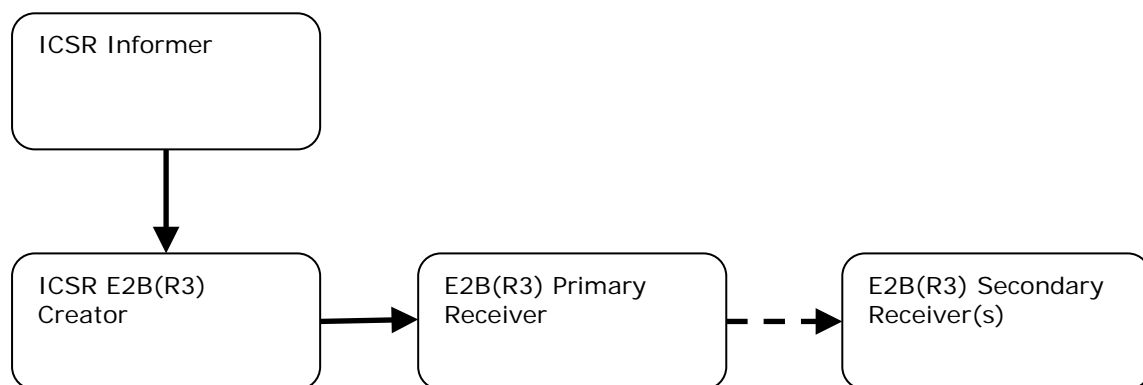 ICSR Informer
ICSR E2B(R3)
Creator
E2B(R3) Primary
Receiver
E2B(R3) Secondary
Receiver(s)